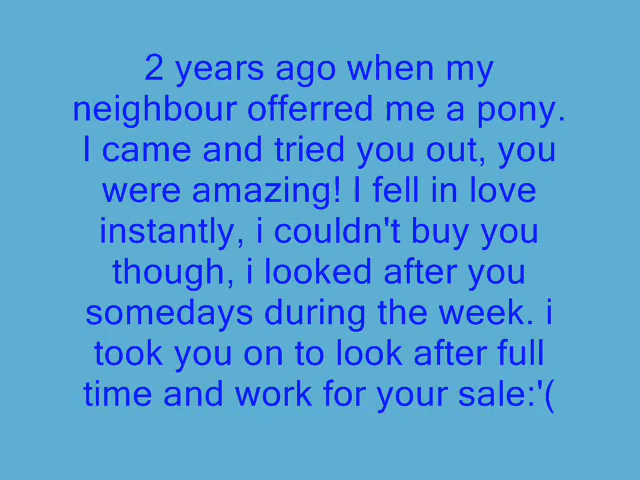 2 years ago when my
neighbour offerred me a pony.
I came and tried you out, you
were amazing! I fell in love
instantly, i couldn't buy you
though, i looked after you
somedays during the week. i
took you on to look after full
time and work for your sale:'(